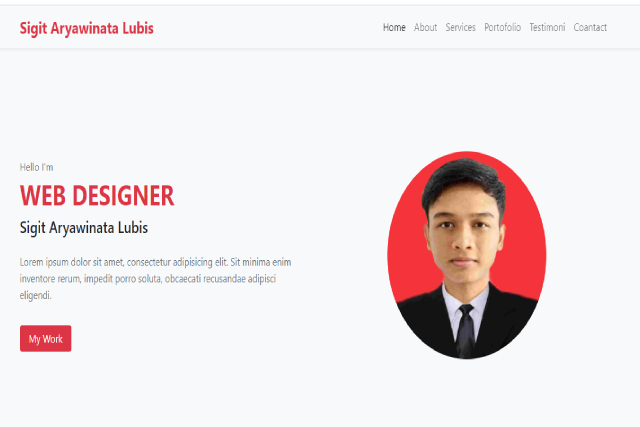 Sigit Aryawinata Lubis
Home About Services Portofolio Testimoni Coantact
Hello I'm
WEB DESIGNER
Sigit Aryawinata Lubis
Lorem ipsum dolor sit amet, consectetur adipisicing elit. Sit minima enim
inventore rerum, impedit porro soluta, obcaecati recusandae adipisci
eligendi.
My Work